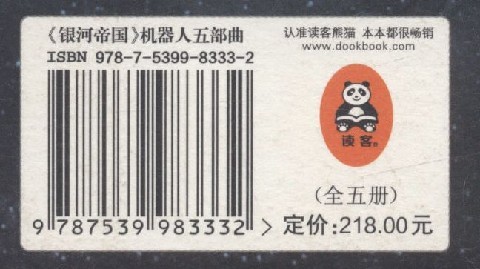 《银河帝国》机器人五部曲
ISBN 978-7-5399-8333-2
9 787539 983332 >
认准读客熊猫 本本都很畅销
www.dookbook.com
读客®
(全五册)
定价:218.00元